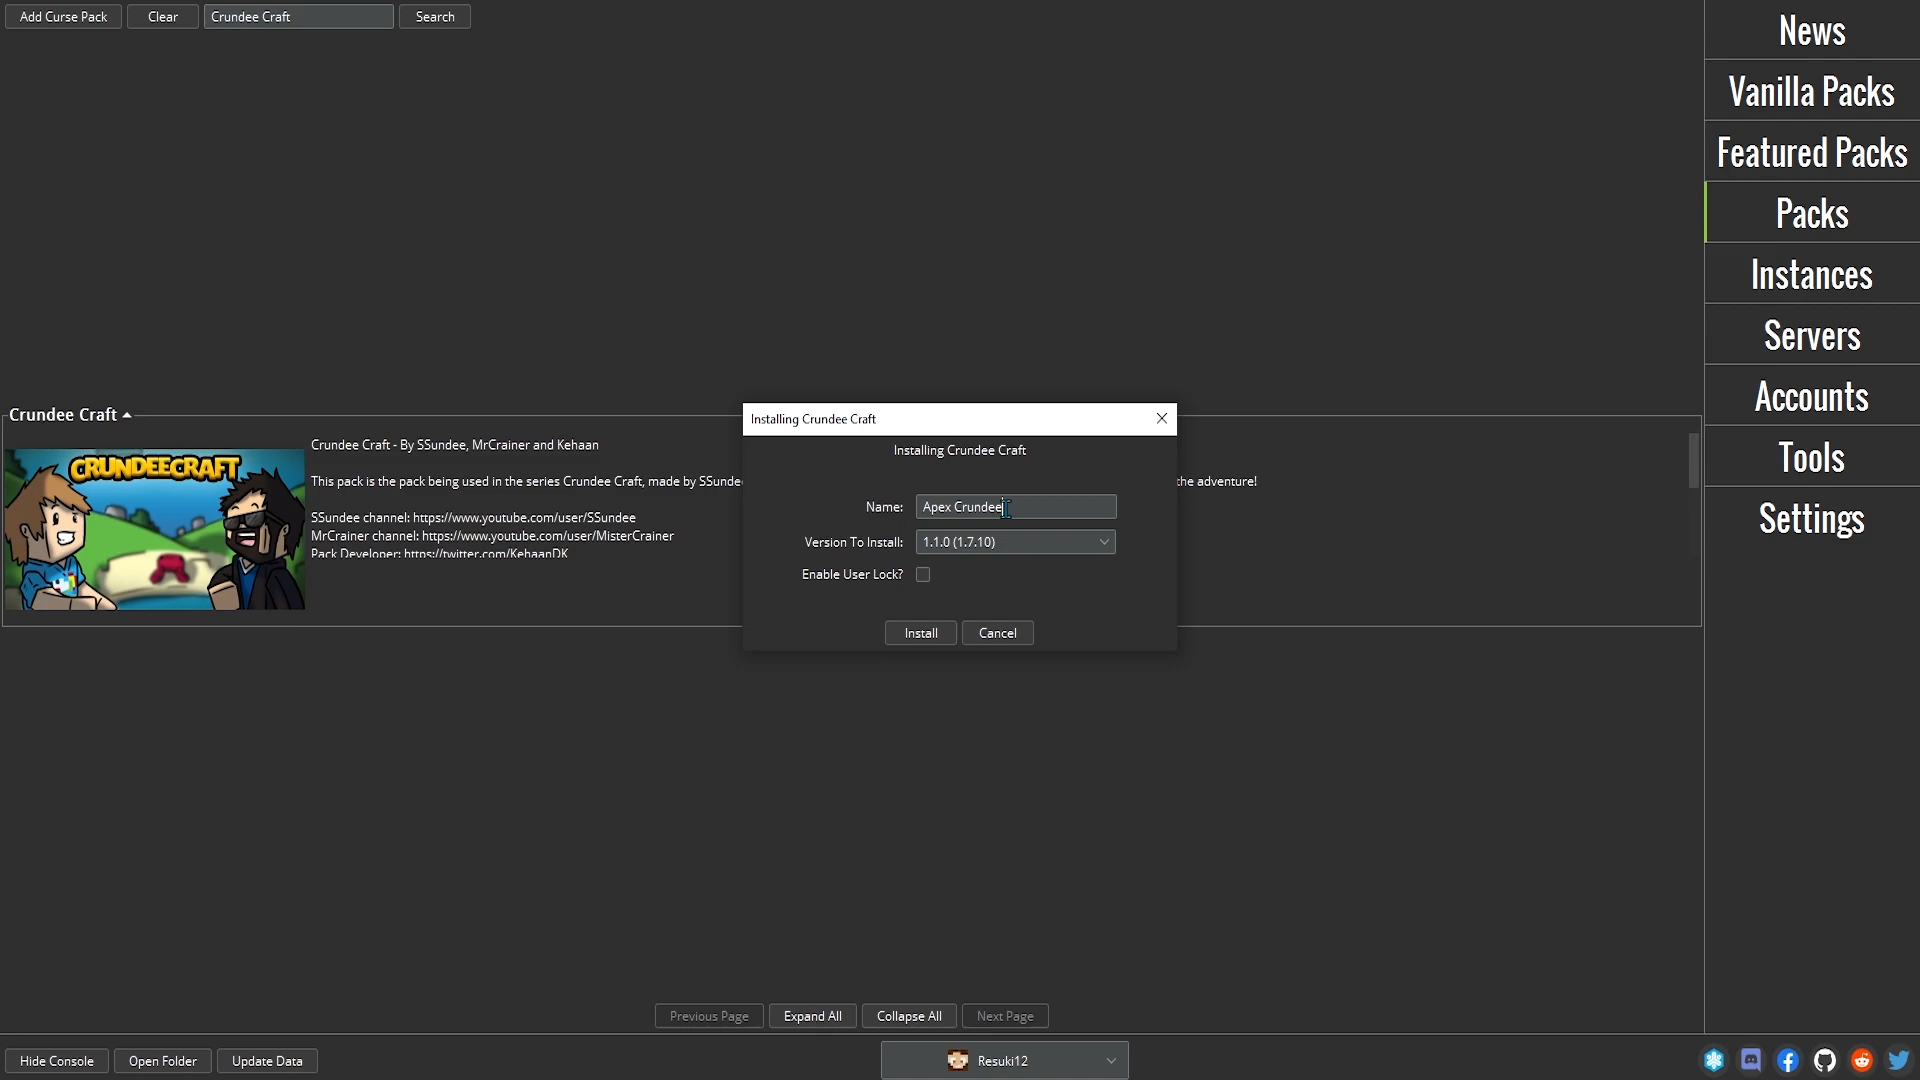 Add Curse Pack
Clear
Crundee Craft
Search
News
Vanilla Packs
Featured Packs
Packs
Instances
Servers
Accounts
Tools
Settings
Crundee Craft
CRUNDEECRAFT
Crundee Craft - By SSundee, MrCrainer and Kehaan
This pack is the pack being used in the series Crundee Craft, made by SSunde
the adventure!
SSundee channel: https://www.youtube.com/user/SSundee
MrCrainer channel: https://www.youtube.com/user/MisterCrainer
Pack Developer: https://twitter.com/KehaanDK
Installing Crundee Craft
Installing Crundee Craft
Name: Apex Crundee
Version To Install: 1.1.0 (1.7.10)
Enable User Lock?
Install
Cancel
Previous Page
Expand All
Collapse All
Next Page
Hide Console
Open Folder
Update Data
Resuki12